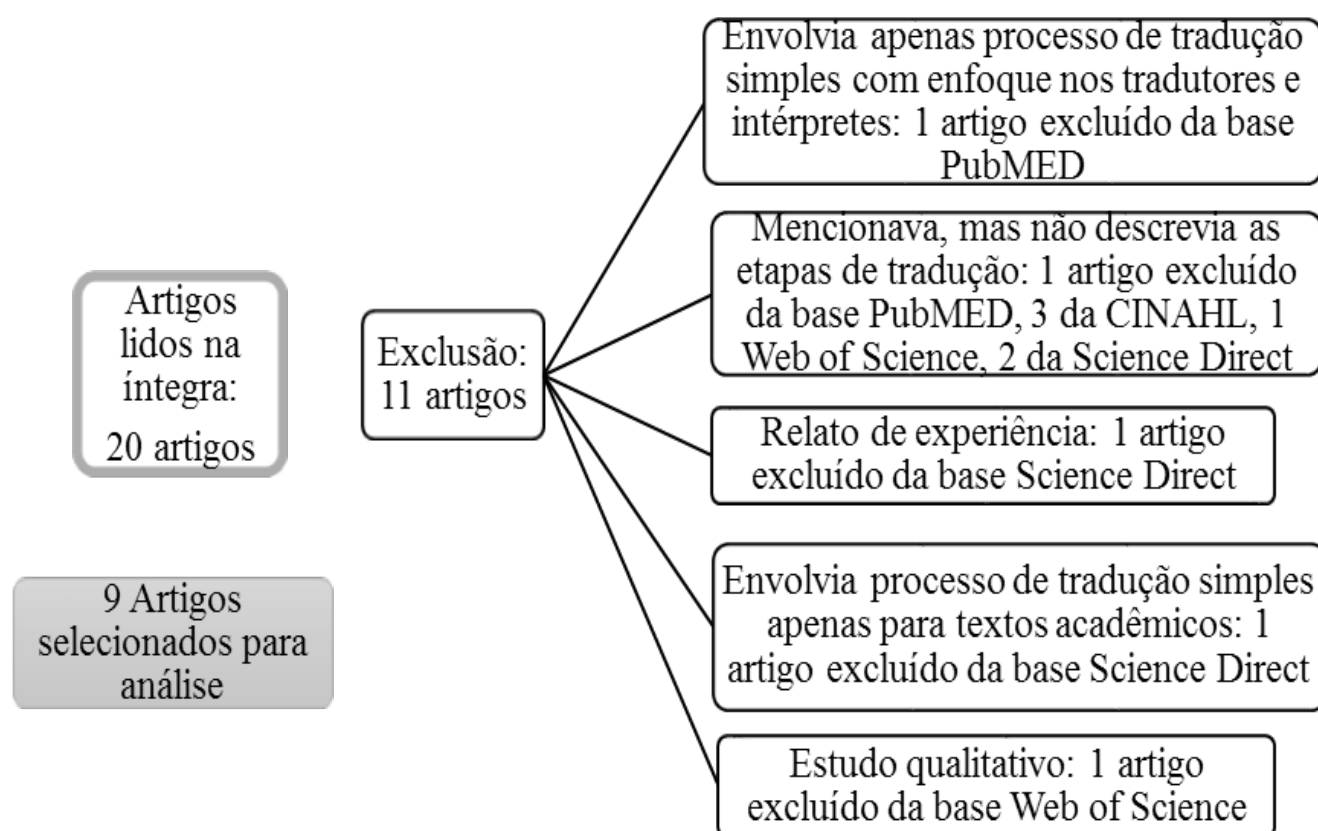 Artigos
lidos na
íntegra:
20 artigos
9 Artigos
selecionados para
análise
Exclusão:
11 artigos
Envolvia apenas processo de tradução
simples com enfoque nos tradutores e
intérpretes: 1 artigo excluído da base
PubMED
Mencionava, mas não descrevia as
etapas de tradução: 1 artigo excluído
da base PubMED, 3 da CINAHL, 1
Web of Science, 2 da Science Direct
Relato de experiência: 1 artigo
excluído da base Science Direct
Envolvia processo de tradução simples
apenas para textos acadêmicos: 1
artigo excluído da base Science Direct
Estudo qualitativo: 1 artigo
excluído da base Web of Science